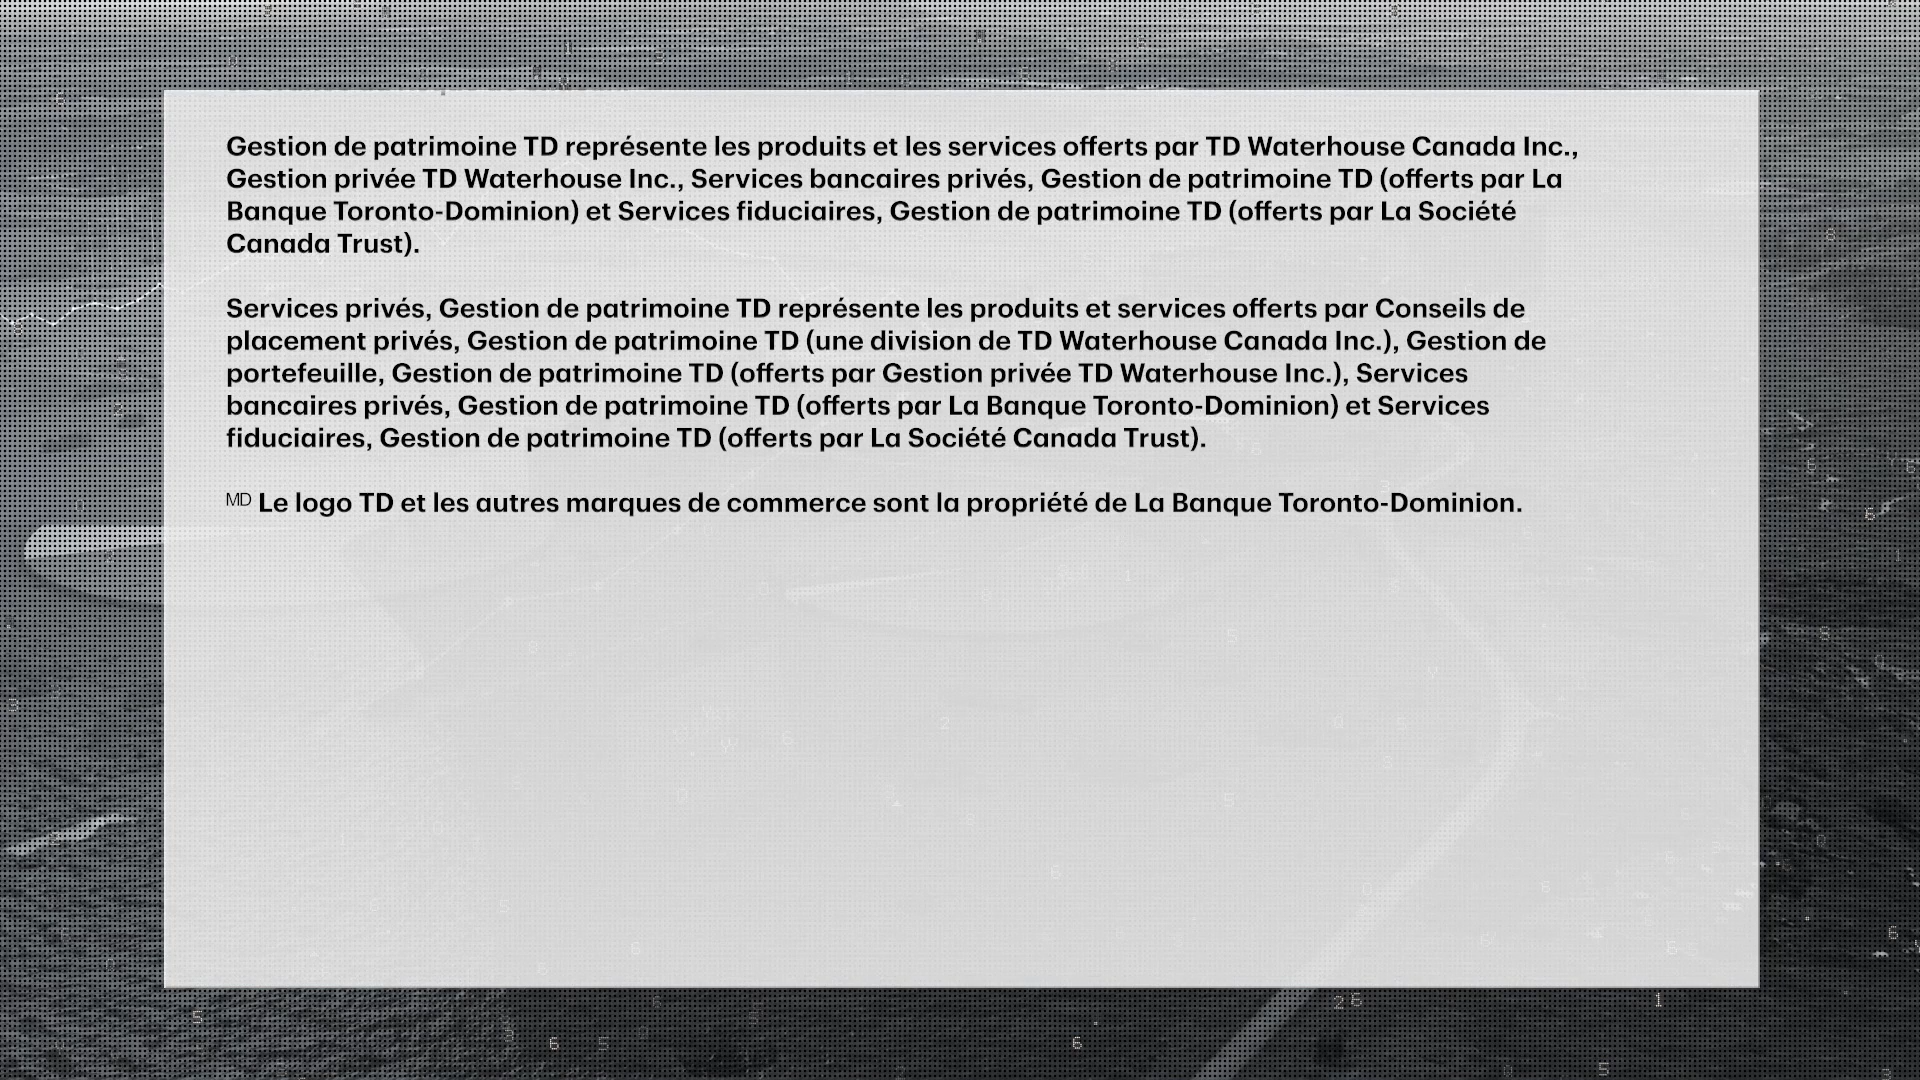 Gestion de patrimoine TD représente les produits et les services offerts par TD Waterhouse Canada Inc.,
Gestion privée TD Waterhouse Inc., Services bancaires privés, Gestion de patrimoine TD (offerts par La
Banque Toronto-Dominion) et Services fiduciaires, Gestion de patrimoine TD (offerts par La Société
Canada Trust).
Services privés, Gestion de patrimoine TD représente les produits et services offerts par Conseils de
placement privés, Gestion de patrimoine TD (une division de TD Waterhouse Canada Inc.), Gestion de
portefeuille, Gestion de patrimoine TD (offerts par Gestion privée TD Waterhouse Inc.), Services
bancaires privés, Gestion de patrimoine TD (offerts par La Banque Toronto-Dominion) et Services
fiduciaires, Gestion de patrimoine TD (offerts par La Société Canada Trust).
MD Le logo TD et les autres marques de commerce sont la propriété de La Banque Toronto-Dominion.